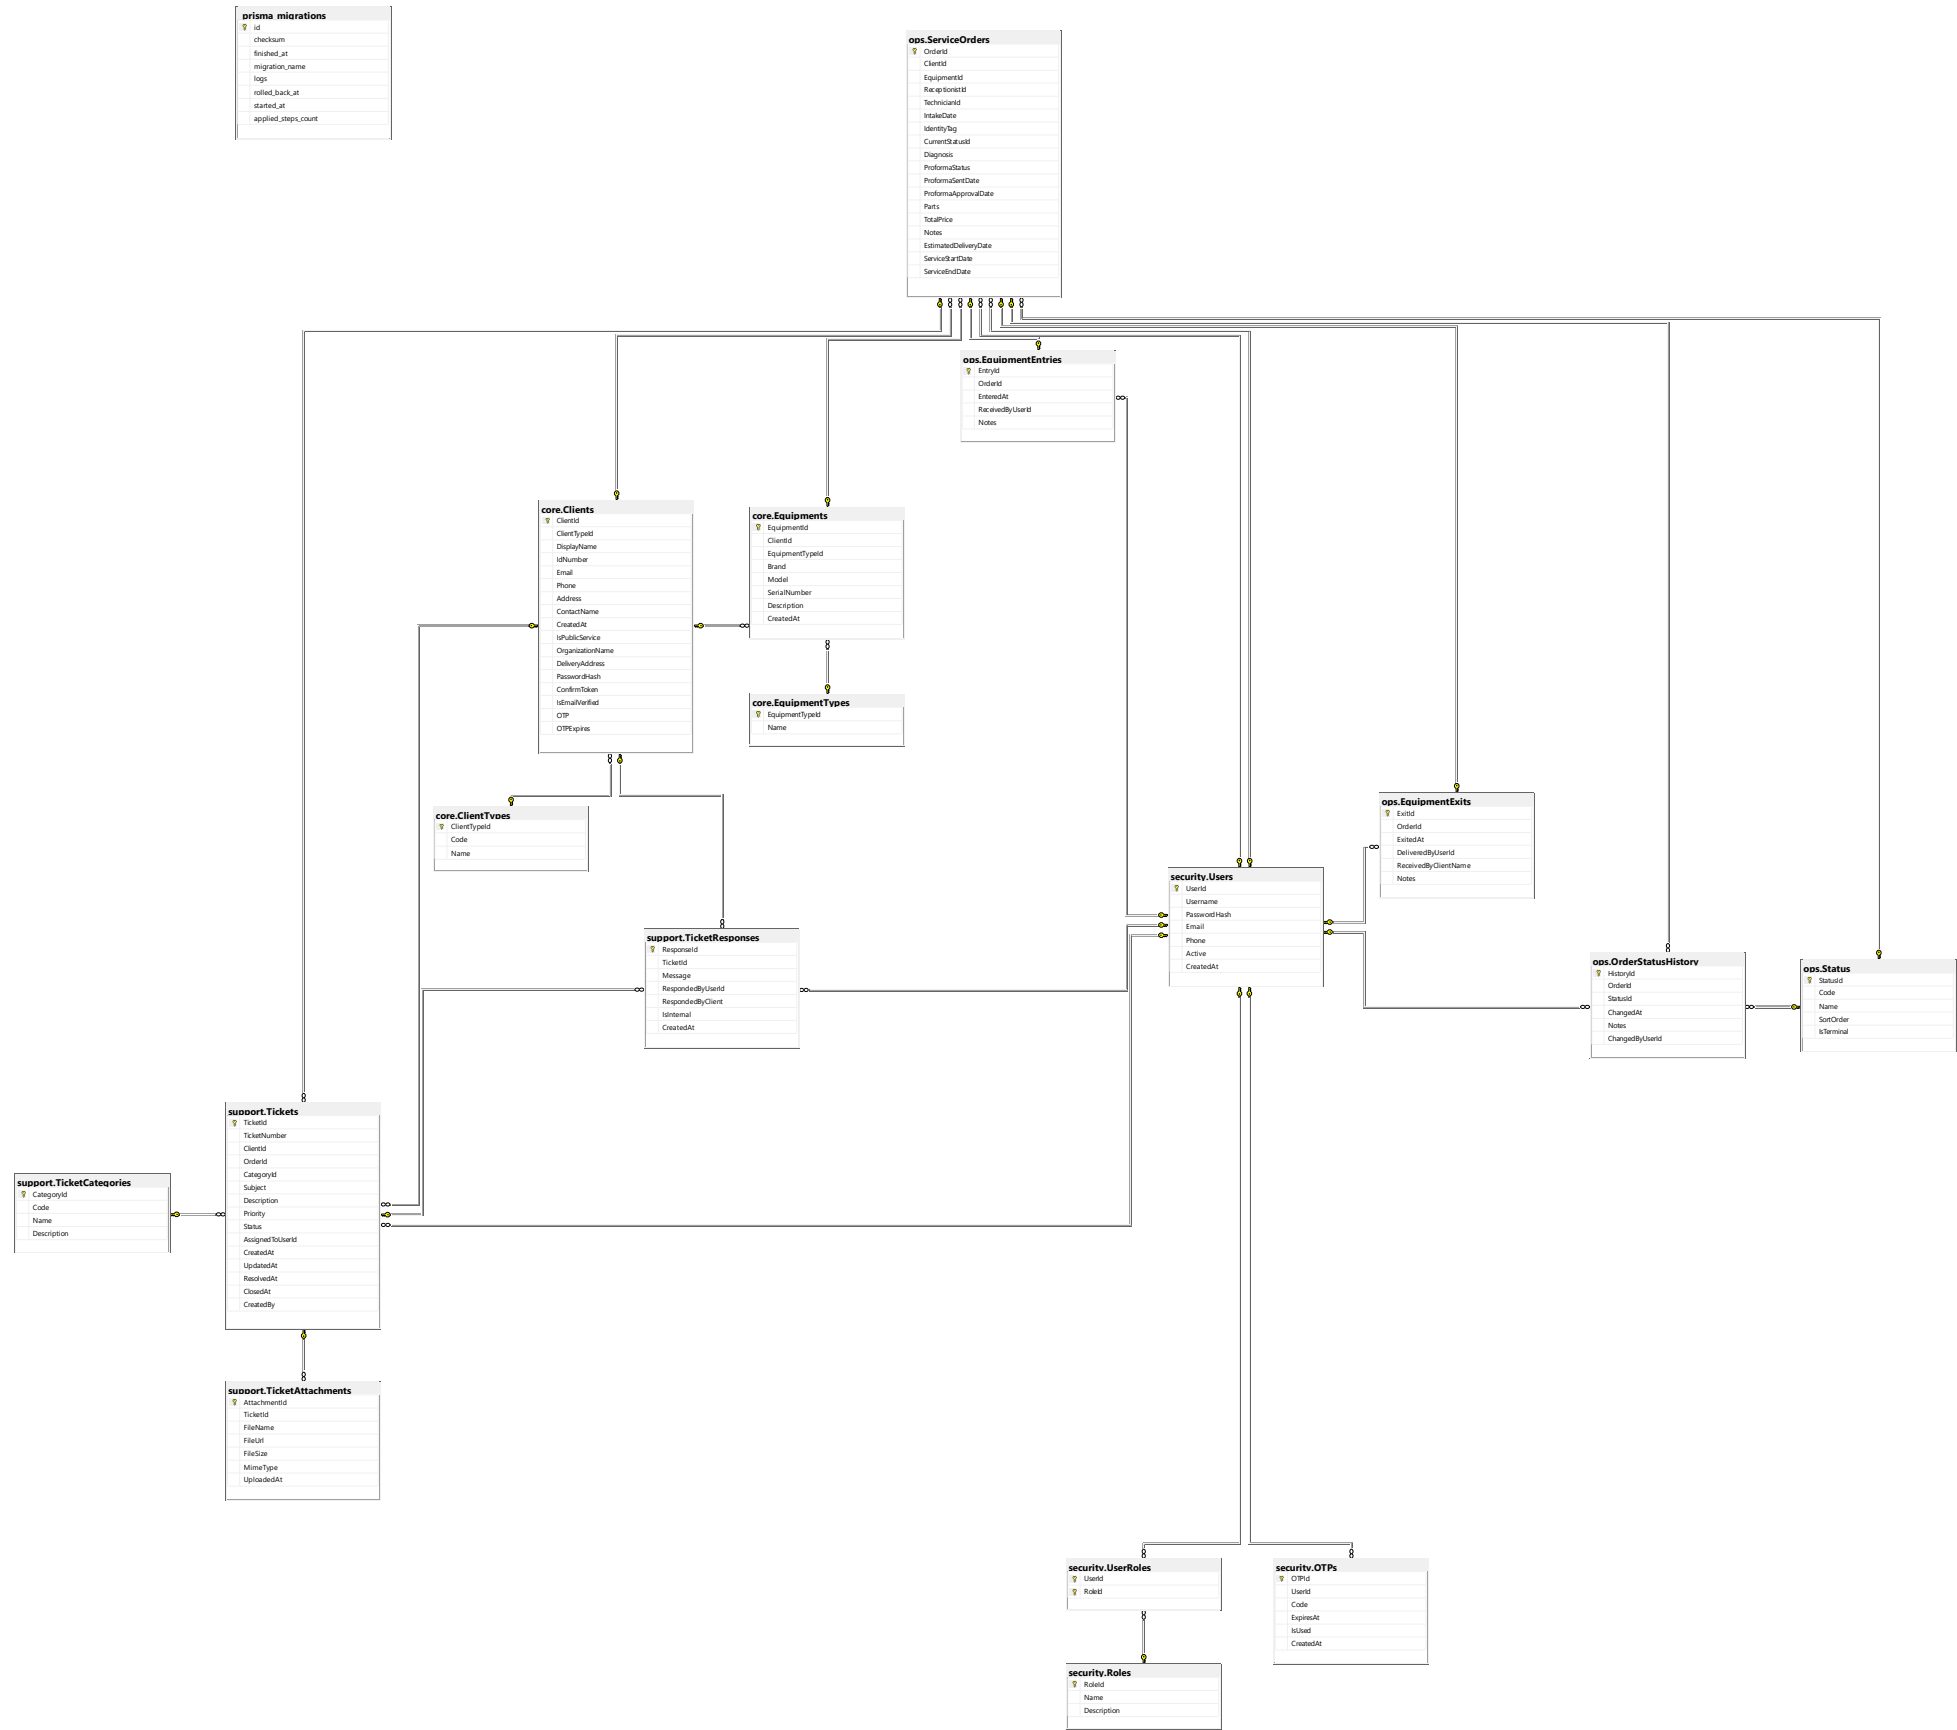 prisma_migrations
id
checksum
finished_at
migration_name
logs
rolled_back_at
started_at
applied_steps_count
ops.ServiceOrders
OrderId
ClientId
EquipmentId
ReceptionistId
TechnicianId
IntakeDate
IdentityTag
CurrentStatusId
Diagnosis
ProformaStatus
ProformaSentDate
ProformaApprovalDate
Parts
TotalPrice
Notes
EstimatedDeliveryDate
ServiceStartDate
ServiceEndDate
ops.EquipmentEntries
EntryId
OrderId
EnteredAt
ReceivedByUserId
Notes
core.Clients
ClientId
ClientTypeId
DisplayName
IdNumber
Email
Phone
Address
ContactName
CreatedAt
IsPublicService
OrganizationName
DeliveryAddress
PasswordHash
ConfirmToken
IsEmailVerified
OTP
OTPExpires
core.Equipments
EquipmentId
ClientId
EquipmentTypeId
Brand
Model
SerialNumber
Description
CreatedAt
core.EquipmentTypes
EquipmentTypeId
Name
core.ClientTypes
ClientTypeId
Code
Name
ops.EquipmentExits
ExitId
OrderId
ExitedAt
DeliveredByUserId
ReceivedByClientName
Notes
security.Users
UserId
Username
PasswordHash
Email
Phone
Active
CreatedAt
support.TicketResponses
ResponseId
TicketId
Message
RespondedByUserId
RespondedByClient
IsInternal
CreatedAt
ops.OrderStatusHistory
HistoryId
OrderId
StatusId
ChangedAt
Notes
ChangedByUserId
ops.Status
StatusId
Code
Name
SortOrder
IsTerminal
support.Tickets
TicketId
TicketNumber
ClientId
OrderId
CategoryId
Subject
Description
Priority
Status
AssignedToUserId
CreatedAt
UpdatedAt
ResolvedAt
ClosedAt
CreatedBy
support.TicketCategories
CategoryId
Code
Name
Description
support.TicketAttachments
AttachmentId
TicketId
FileName
FileUrl
FileSize
MimeType
UploadedAt
security.UserRoles
UserId
RoleId
security.OTPs
OTPId
UserId
Code
ExpiresAt
IsUsed
CreatedAt
security.Roles
RoleId
Name
Description